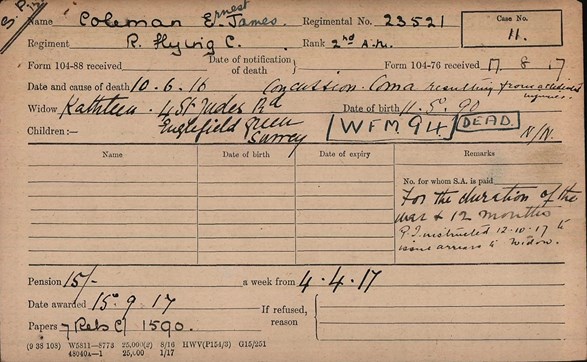 S.P.
Name Coleman E. Ernest James. Regimental No. 23521 Case No. 11.
Regiment R. Flying C. Rank 2nd A.M.
Form 104-88 received Date of notification of death Form 104-76 received 17 8 17
Date and cause of death 10.6.16 Concussion. Coma resulting from accidental injuries.
Widow Kathleen. 4 St Judes Rd Date of birth 11.5.90
Englefield Green
Surrey WFM 94 DEAD. N/N.
Children:—
Name Date of birth Date of expiry Remarks
No. for whom S.A. is paid
For the duration of the
war & 12 months
P.I. instructed 12-10-17 to
issue arrears to Widow.
Pension 15/- a week from 4.4.17
Date awarded 15.9.17 If refused, reason
Papers 7 Rebs C/ 1590.
(9 38 108) W5811—8773 25,000(2) 8/16 HWV(P154/3) G15/251
48040A—1 25,000 1/17